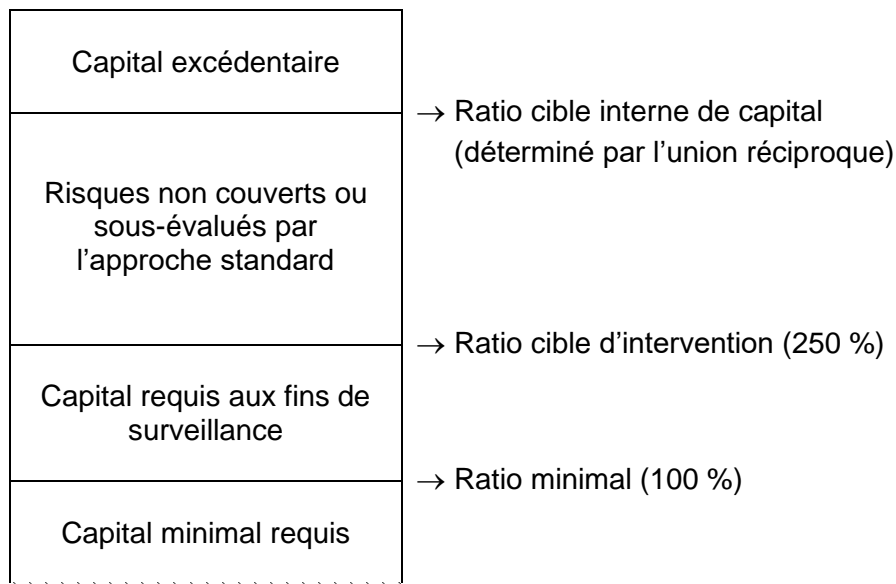 Capital excédentaire
→ Ratio cible interne de capital
(déterminé par l’union réciproque)
Risques non couverts ou
sous-évalués par
l’approche standard
→ Ratio cible d’intervention (250 %)
Capital requis aux fins de
surveillance
→ Ratio minimal (100 %)
Capital minimal requis